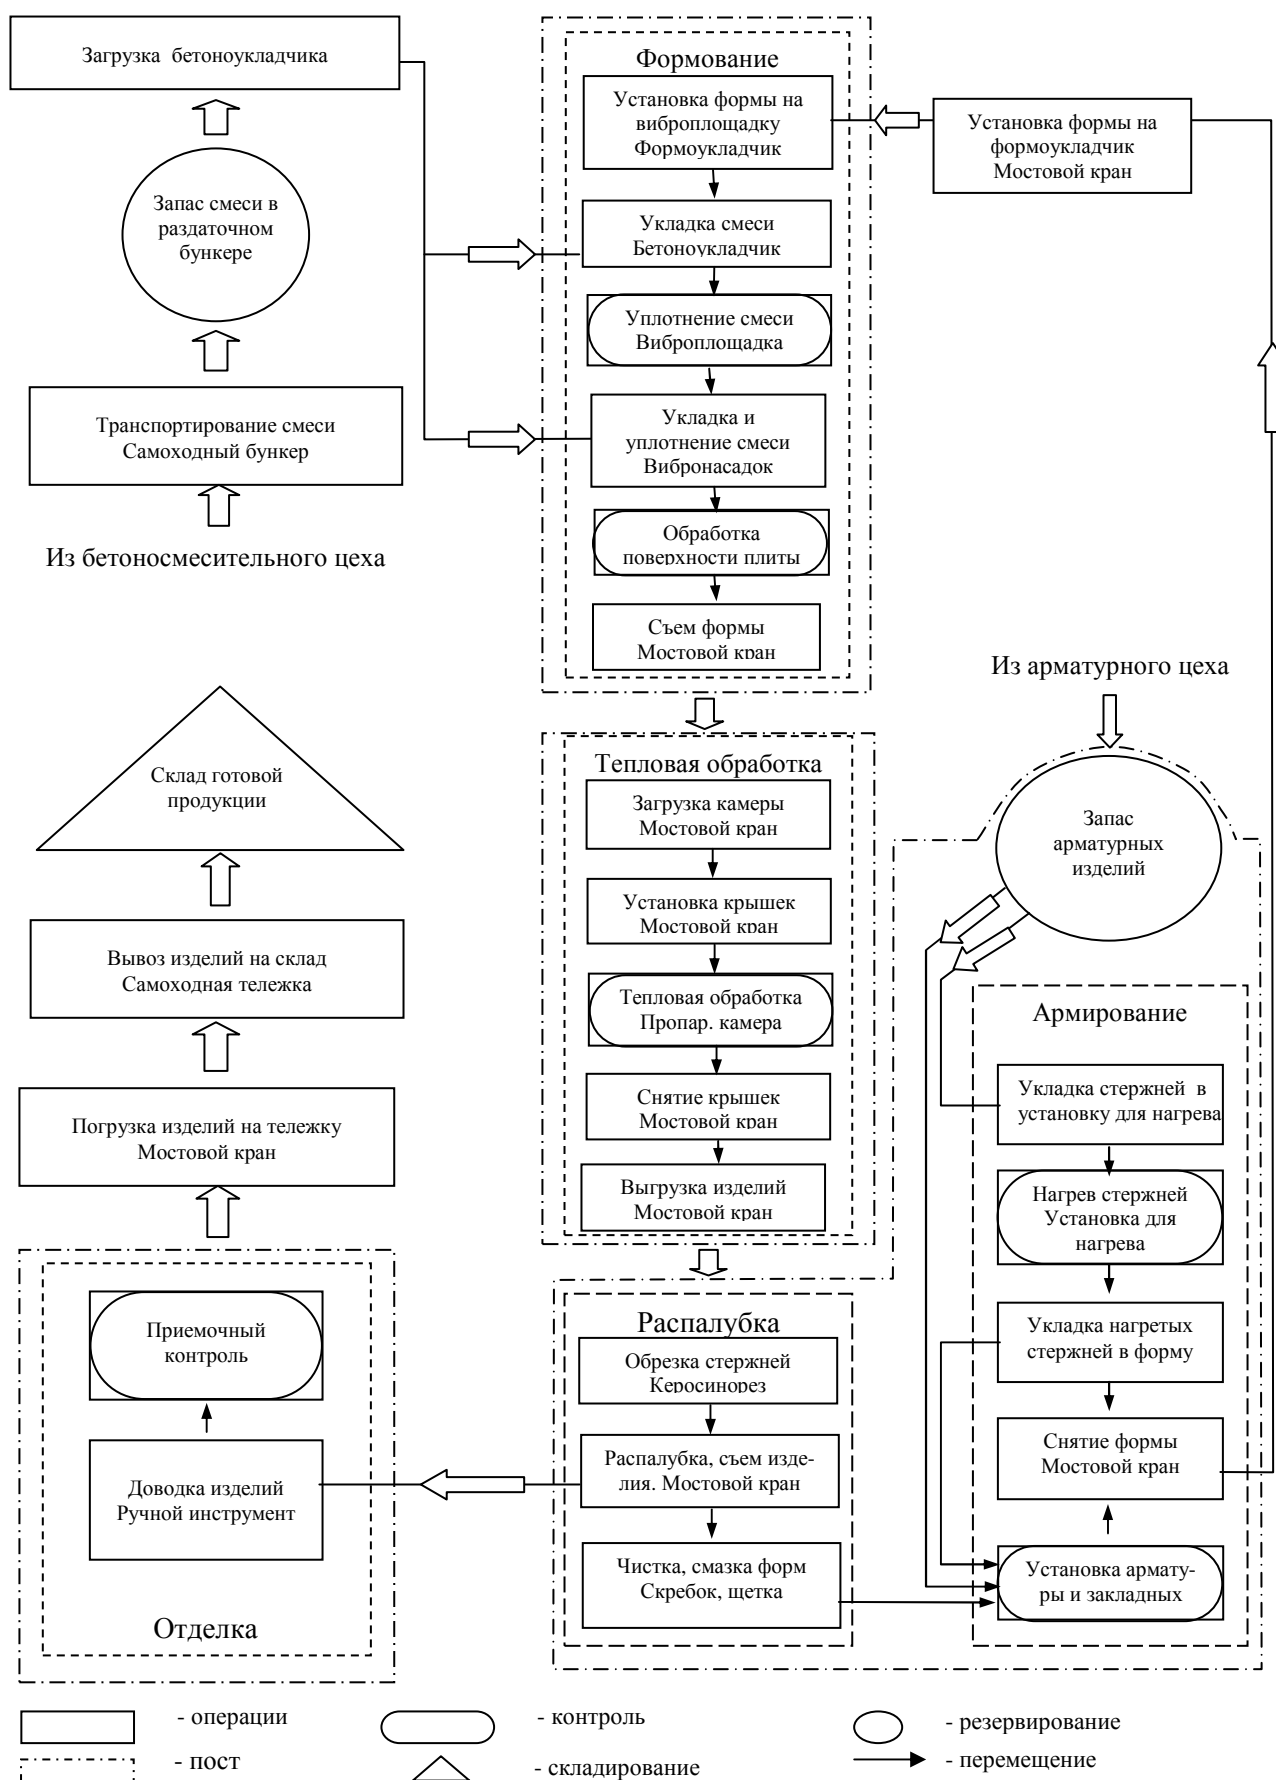 Загрузка бетоноукладчика
Запас смеси в
раздаточном
бункере
Транспортирование смеси
Самоходный бункер
Из бетоносмесительного цеха
Формование
Установка формы на
виброплощадку
Формоукладчик
Установка формы на
формоукладчик
Мостовой кран
Укладка смеси
Бетоноукладчик
Уплотнение смеси
Виброплощадка
Укладка и
уплотнение смеси
Вибронасадок
Обработка
поверхности плиты
Съем формы
Мостовой кран
Тепловая обработка
Загрузка камеры
Мостовой кран
Установка крышек
Мостовой кран
Тепловая обработка
Пропар. камера
Снятие крышек
Мостовой кран
Выгрузка изделий
Мостовой кран
Из арматурного цеха
Запас
арматурных
изделий
Армирование
Укладка стержней в
установку для нагрева
Нагрев стержней
Установка для
нагрева
Укладка нагретых
стержней в форму
Снятие формы
Мостовой кран
Установка армату-
ры и закладных
Распалубка
Обрезка стержней
Керосинорез
Распалубка, съем изде-
лия. Мостовой кран
Чистка, смазка форм
Скребок, щетка
Склад готовой
продукции
Вывоз изделий на склад
Самоходная тележка
Погрузка изделий на тележку
Мостовой кран
Приемочный
контроль
Доводка изделий
Ручной инструмент
Отделка
- операции
- контроль
- резервирование
- пост
- складирование
- перемещение